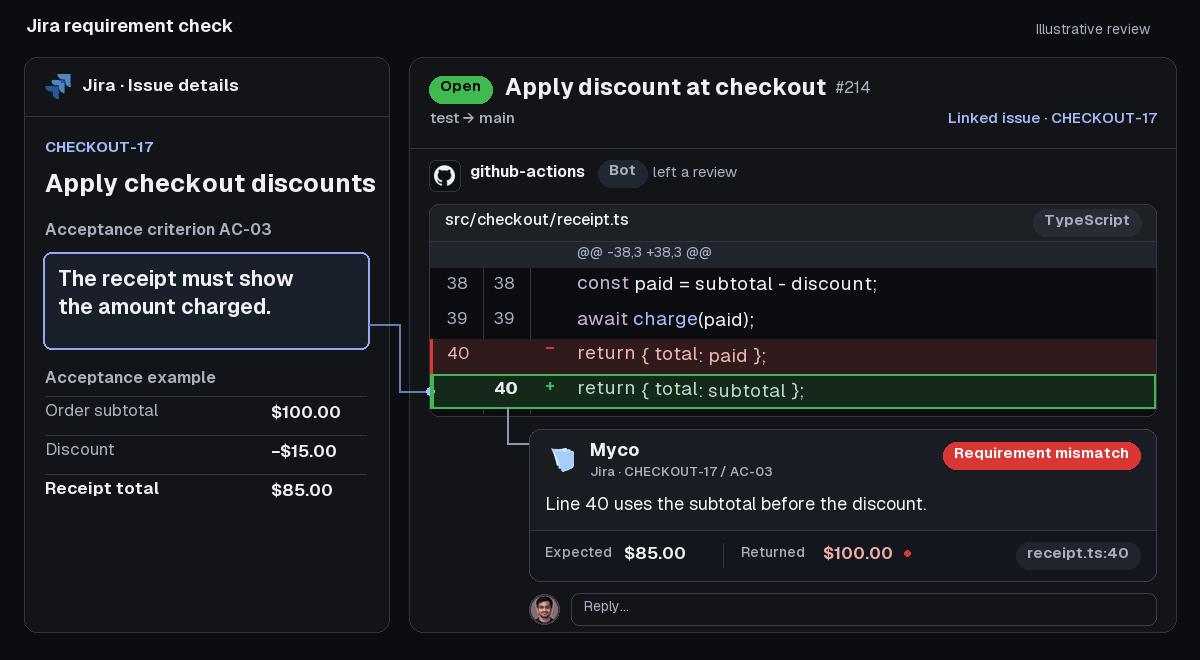 Jira requirement check
Illustrative review
Jira · Issue details
CHECKOUT-17
Apply checkout discounts
Acceptance criterion AC-03
The receipt must show
the amount charged.
Acceptance example
Order subtotal $100.00
Discount −$15.00
Receipt total $85.00
Open Apply discount at checkout #214
test → main
Linked issue · CHECKOUT-17
github-actions Bot left a review
src/checkout/receipt.ts TypeScript
@@ -38,3 +38,3 @@
38 38 const paid = subtotal - discount;
39 39 await charge(paid);
40 − return { total: paid };
40 + return { total: subtotal };
Myco
Jira · CHECKOUT-17 / AC-03
Requirement mismatch
Line 40 uses the subtotal before the discount.
Expected $85.00 Returned $100.00 receipt.ts:40
Reply...